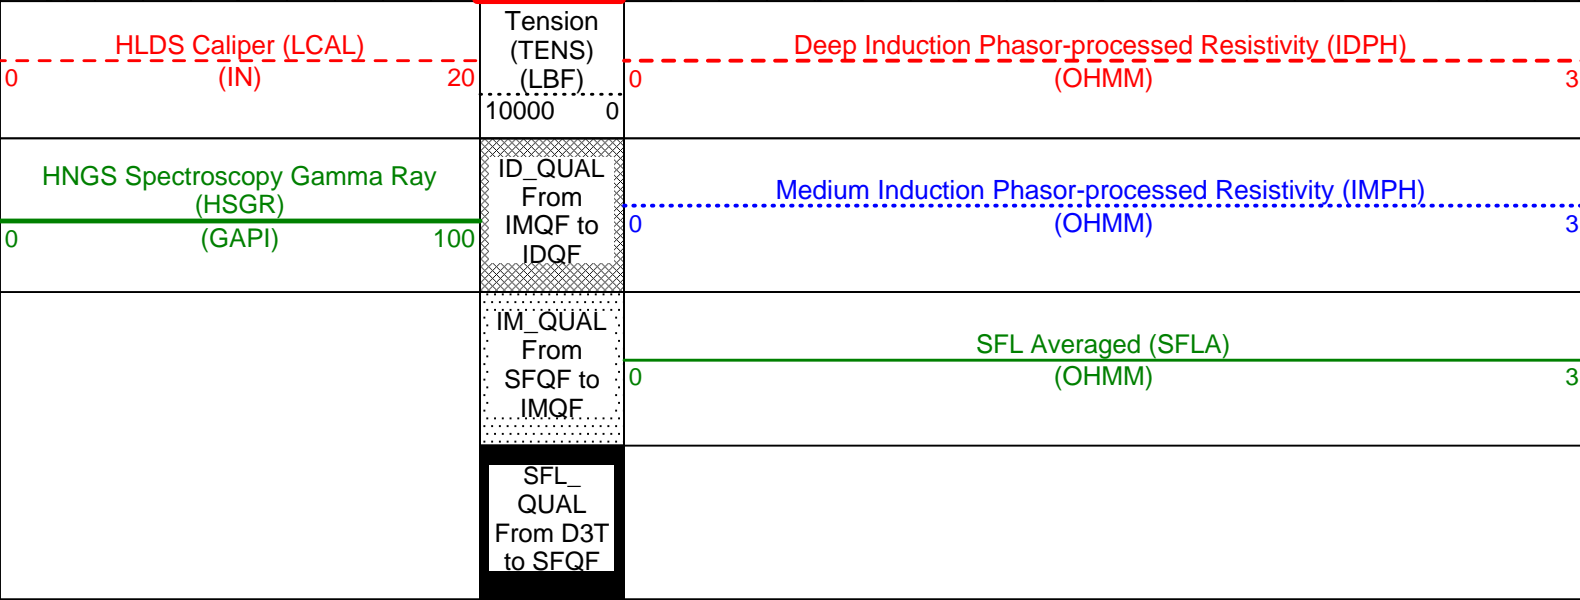 HLDS Caliper (LCAL)
0 (IN) 20
Tension
(TENS)
(LBF)
10000 0
Deep Induction Phasor-processed Resistivity (IDPH)
0 (OHMM) 3
HNGS Spectroscopy Gamma Ray
(HSGR)
0 (GAPI) 100
ID_QUAL
From
IMQF to
IDQF
Medium Induction Phasor-processed Resistivity (IMPH)
0 (OHMM) 3
IM_QUAL
From
SFQF to
IMQF
SFL Averaged (SFLA)
0 (OHMM) 3
SFL_
QUAL
From D3T
to SFQF